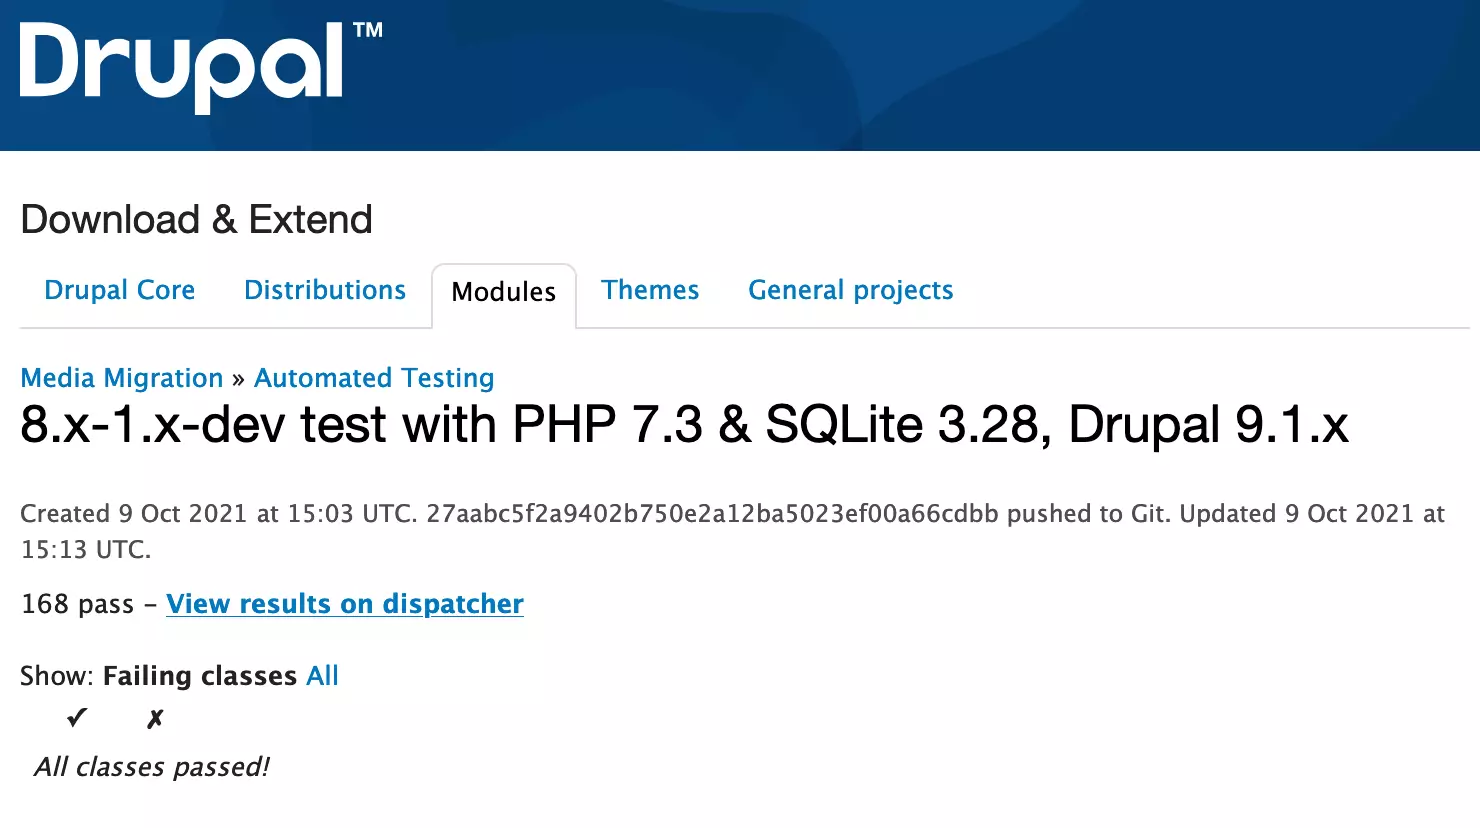 Drupal™
Download & Extend
Drupal Core Distributions Modules Themes General projects
Media Migration » Automated Testing
8.x-1.x-dev test with PHP 7.3 & SQLite 3.28, Drupal 9.1.x
Created 9 Oct 2021 at 15:03 UTC. 27aabc5f2a9402b750e2a12ba5023ef00a66cdbb pushed to Git. Updated 9 Oct 2021 at
15:13 UTC.
168 pass – View results on dispatcher
Show: Failing classes All
✔ ✗
All classes passed!